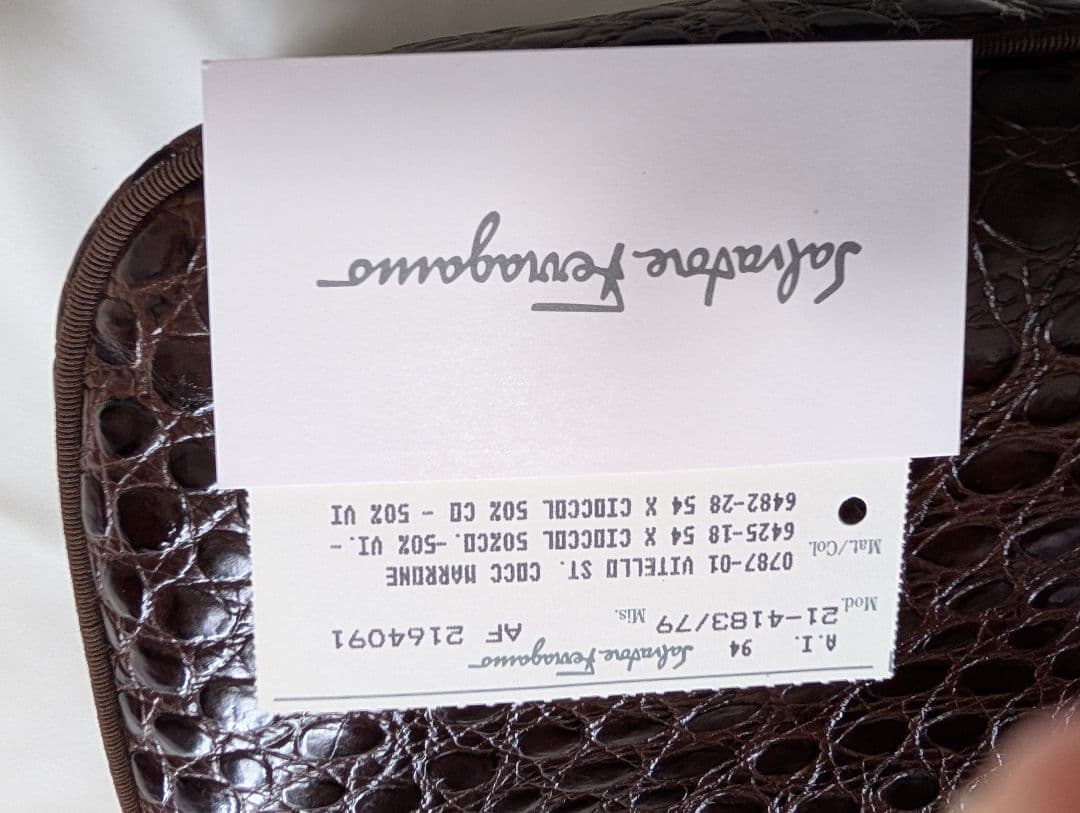 Salvatore Ferragamo
A.I. 94 Salvatore Ferragamo
Mod. 21-4183/79 Mis. AF 2164091
0787-01 VITELLO ST. COCC MARRONE
Mat./Col. 6425-18 54 X CIOCCOL 50%CO. -50% VI. -
6482-28 54 X CIOCCOL 50% CO - 50% VI